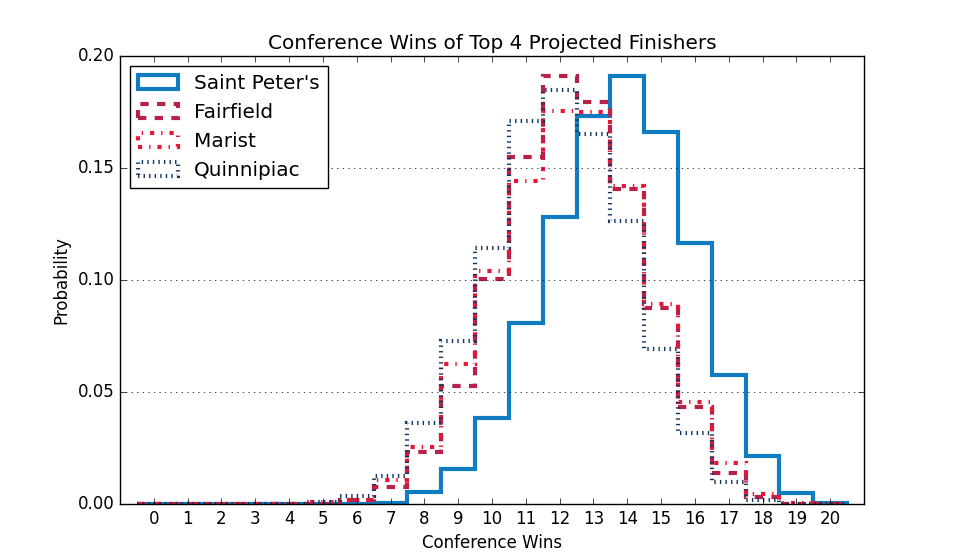 Conference Wins of Top 4 Projected Finishers
0.20
Saint Peter's
Fairfield
Marist
Quinnipiac
0.15
0.10
0.05
0.00
Probability
0 1 2 3 4 5 6 7 8 9 10 11 12 13 14 15 16 17 18 19 20
Conference Wins